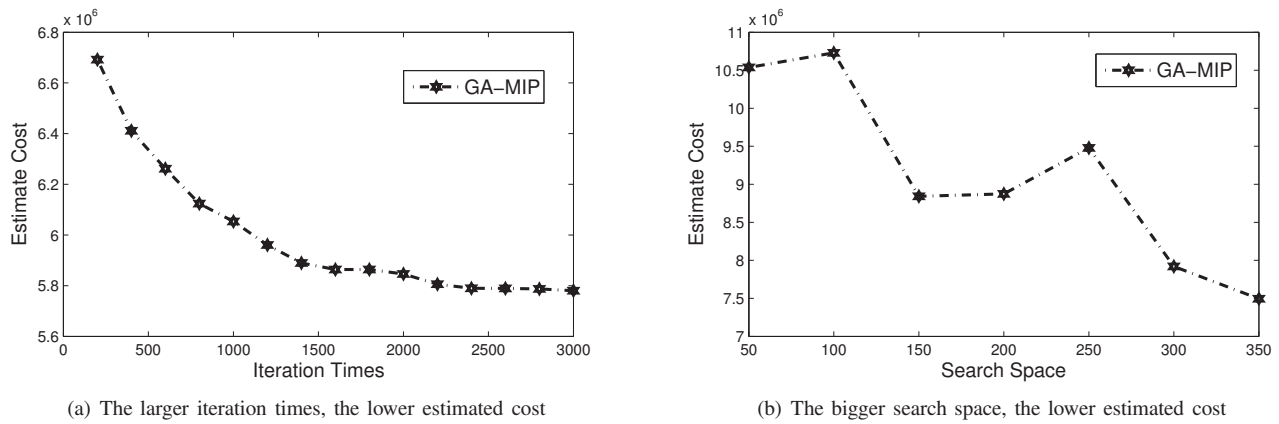 x 10^6
6.8
6.6
6.4
6.2
6
5.8
5.6
Estimate Cost
GA-MIP
0 500 1000 1500 2000 2500 3000
Iteration Times
(a) The larger iteration times, the lower estimated cost
x 10^6
11
10.5
10
9.5
9
8.5
8
7.5
7
Estimate Cost
GA-MIP
50 100 150 200 250 300 350
Search Space
(b) The bigger search space, the lower estimated cost